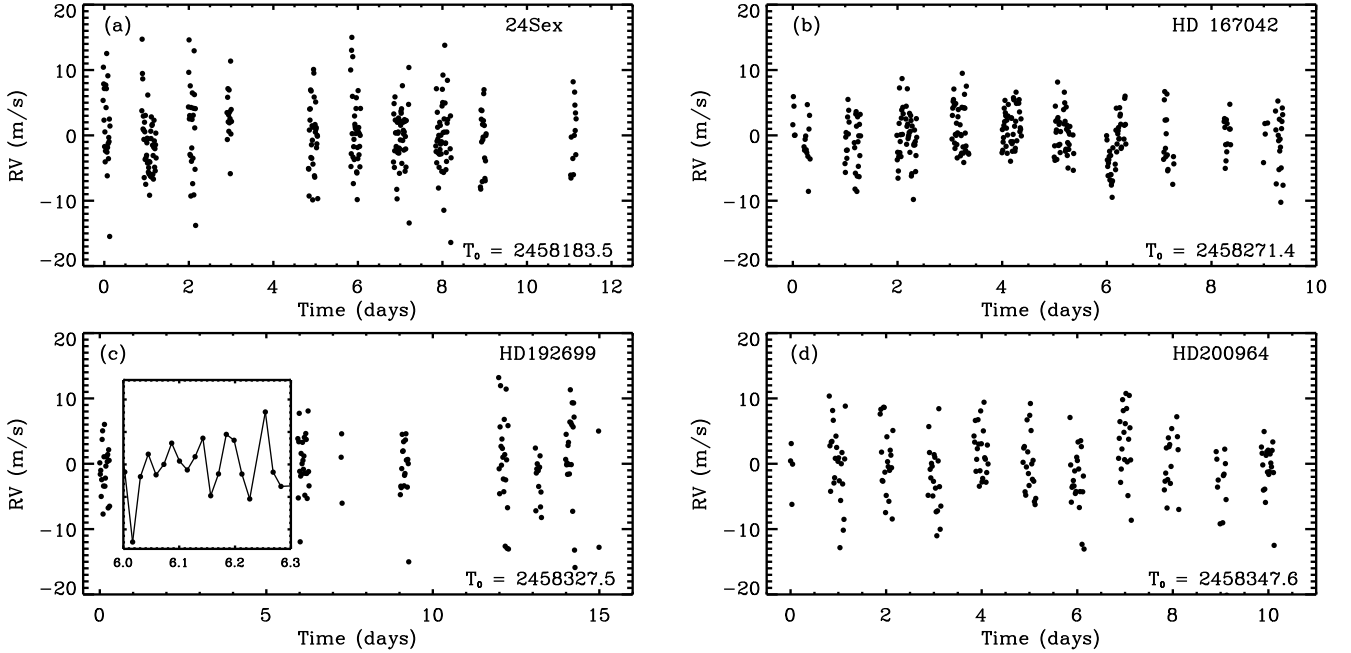 (a) 24Sex
RV (m/s)
20
10
0
−10
−20
T₀ = 2458183.5
0 2 4 6 8 10 12
Time (days)
(b) HD 167042
RV (m/s)
20
10
0
−10
−20
T₀ = 2458271.4
0 2 4 6 8 10
Time (days)
(c) HD192699
RV (m/s)
20
10
0
−10
−20
6.0 6.1 6.2 6.3
T₀ = 2458327.5
0 5 10 15
Time (days)
(d) HD200964
RV (m/s)
20
10
0
−10
−20
T₀ = 2458347.6
0 2 4 6 8 10
Time (days)